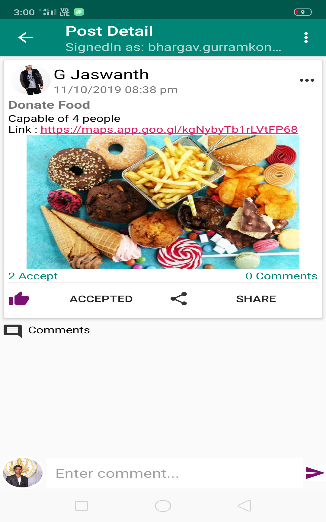 3:00
Post Detail
SignedIn as: bhargav.gurramkon...
G Jaswanth
11/10/2019 08:38 pm
Donate Food
Capable of 4 people
Link : https://maps.app.goo.gl/kgNybyTb1rLVtFP68
2 Accept 0 Comments
ACCEPTED SHARE
Comments
Enter comment...